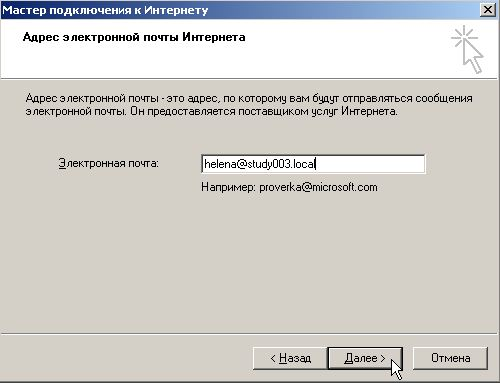 Мастер подключения к Интернету
Адрес электронной почты Интернета
Адрес электронной почты - это адрес, по которому вам будут отправляться сообщения
электронной почты. Он предоставляется поставщиком услуг Интернета.
Электронная почта: helena@study003.local
Например: proverka@microsoft.com
< Назад Далее > Отмена